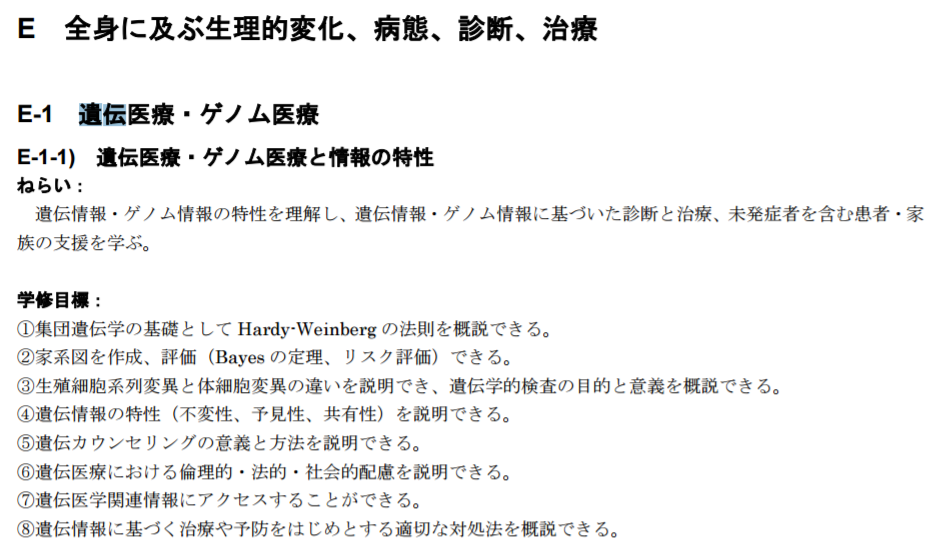 E 全身に及ぶ生理的変化、病態、診断、治療
E-1 遺伝医療・ゲノム医療
E-1-1) 遺伝医療・ゲノム医療と情報の特性
ねらい：
遺伝情報・ゲノム情報の特性を理解し、遺伝情報・ゲノム情報に基づいた診断と治療、未発症者を含む患者・家
族の支援を学ぶ。
学修目標：
①集団遺伝学の基礎として Hardy-Weinberg の法則を概説できる。
②家系図を作成、評価（Bayes の定理、リスク評価）できる。
③生殖細胞系列変異と体細胞変異の違いを説明でき、遺伝学的検査の目的と意義を概説できる。
④遺伝情報の特性（不変性、予見性、共有性）を説明できる。
⑤遺伝カウンセリングの意義と方法を説明できる。
⑥遺伝医療における倫理的・法的・社会的配慮を説明できる。
⑦遺伝医学関連情報にアクセスすることができる。
⑧遺伝情報に基づく治療や予防をはじめとする適切な対処法を概説できる。